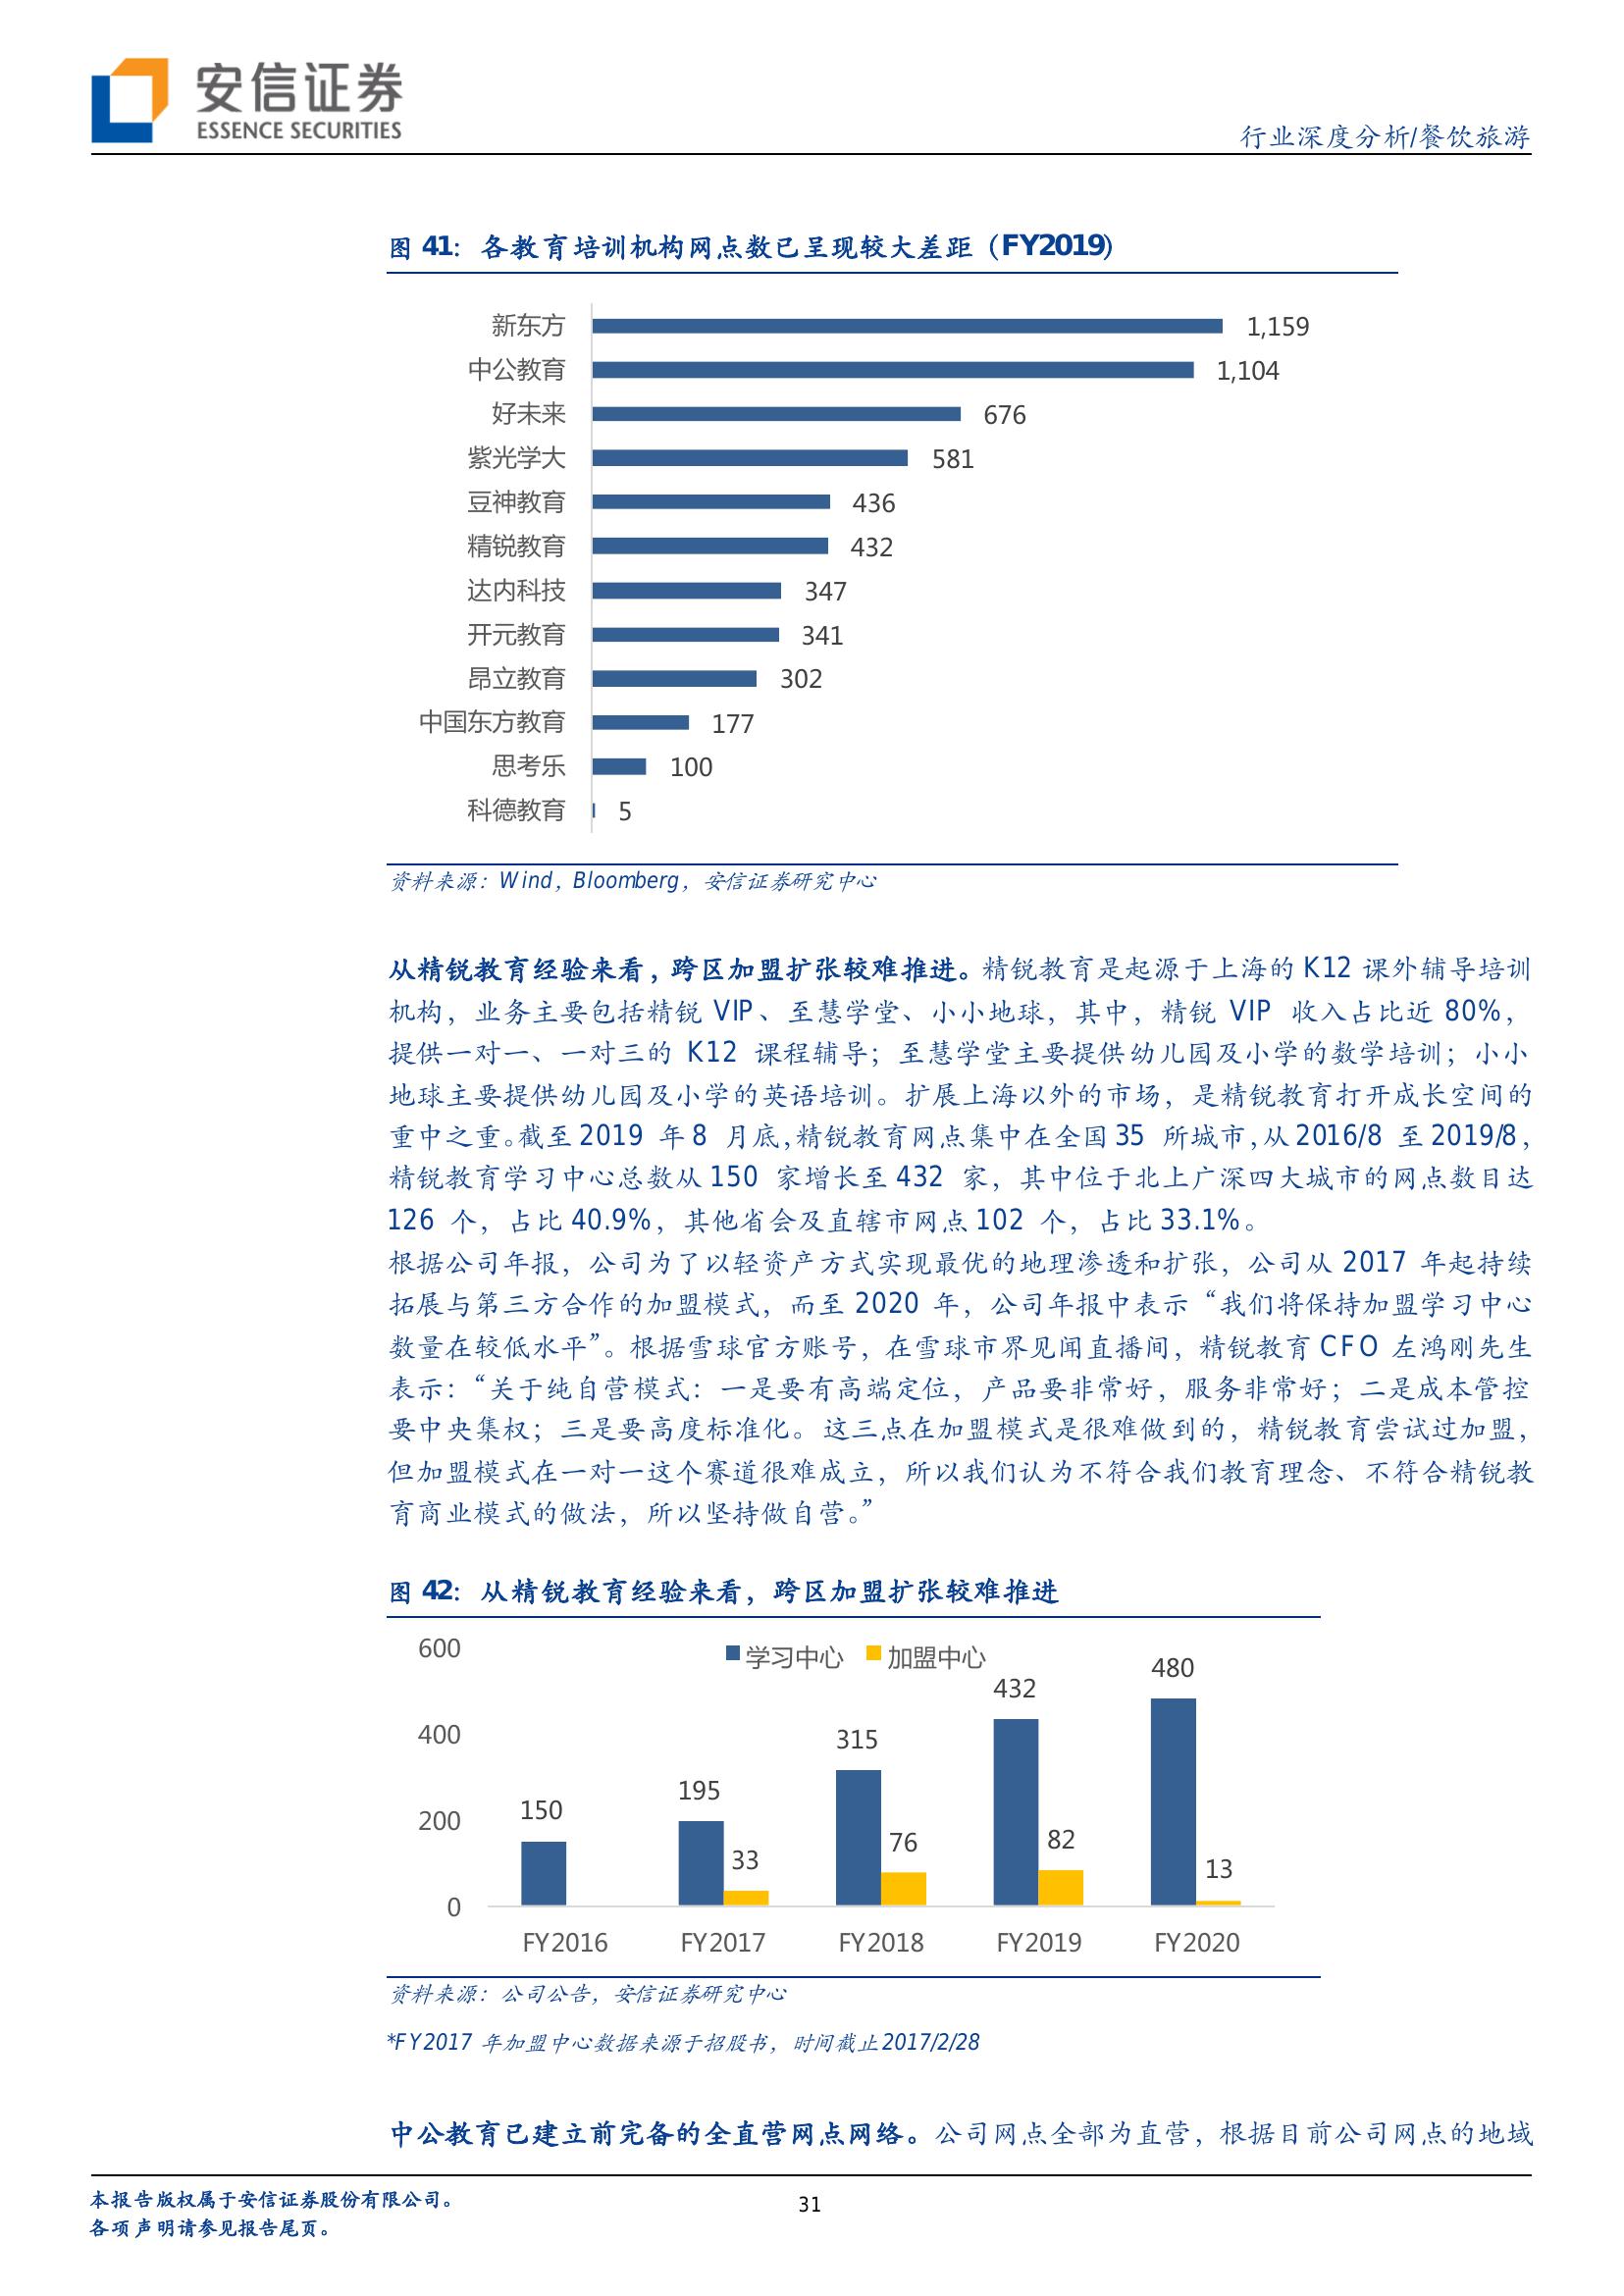 安信证券
ESSENCE SECURITIES
行业深度分析/餐饮旅游
图 41：各教育培训机构网点数已呈现较大差距（FY2019）
新东方 1,159
中公教育 1,104
好未来 676
紫光学大 581
豆神教育 436
精锐教育 432
达内科技 347
开元教育 341
昂立教育 302
中国东方教育 177
思考乐 100
科德教育 5
资料来源：Wind，Bloomberg，安信证券研究中心
从精锐教育经验来看，跨区加盟扩张较难推进。精锐教育是起源于上海的 K12 课外辅导培训
机构，业务主要包括精锐 VIP、至慧学堂、小小地球，其中，精锐 VIP 收入占比近 80%，
提供一对一、一对三的 K12 课程辅导；至慧学堂主要提供幼儿园及小学的数学培训；小小
地球主要提供幼儿园及小学的英语培训。扩展上海以外的市场，是精锐教育打开成长空间的
重中之重。截至 2019 年 8 月底，精锐教育网点集中在全国 35 所城市，从 2016/8 至 2019/8，
精锐教育学习中心总数从 150 家增长至 432 家，其中位于北上广深四大城市的网点数目达
126 个，占比 40.9%，其他省会及直辖市网点 102 个，占比 33.1%。
根据公司年报，公司为了以轻资产方式实现最优的地理渗透和扩张，公司从 2017 年起持续
拓展与第三方合作的加盟模式，而至 2020 年，公司年报中表示“我们将保持加盟学习中心
数量在较低水平”。根据雪球官方账号，在雪球市界见闻直播间，精锐教育 CFO 左鸿刚先生
表示：“关于纯自营模式：一是要有高端定位，产品要非常好，服务非常好；二是成本管控
要中央集权；三是要高度标准化。这三点在加盟模式是很难做到的，精锐教育尝试过加盟，
但加盟模式在一对一这个赛道很难成立，所以我们认为不符合我们教育理念、不符合精锐教
育商业模式的做法，所以坚持做自营。”
图 42：从精锐教育经验来看，跨区加盟扩张较难推进
学习中心 加盟中心
600
400
200
0
150
195 33
315 76
432 82
480 13
FY2016 FY2017 FY2018 FY2019 FY2020
资料来源：公司公告，安信证券研究中心
*FY2017 年加盟中心数据来源于招股书，时间截止 2017/2/28
中公教育已建立前完备的全直营网点网络。公司网点全部为直营，根据目前公司网点的地域
本报告版权属于安信证券股份有限公司。
各项声明请参见报告尾页。
31